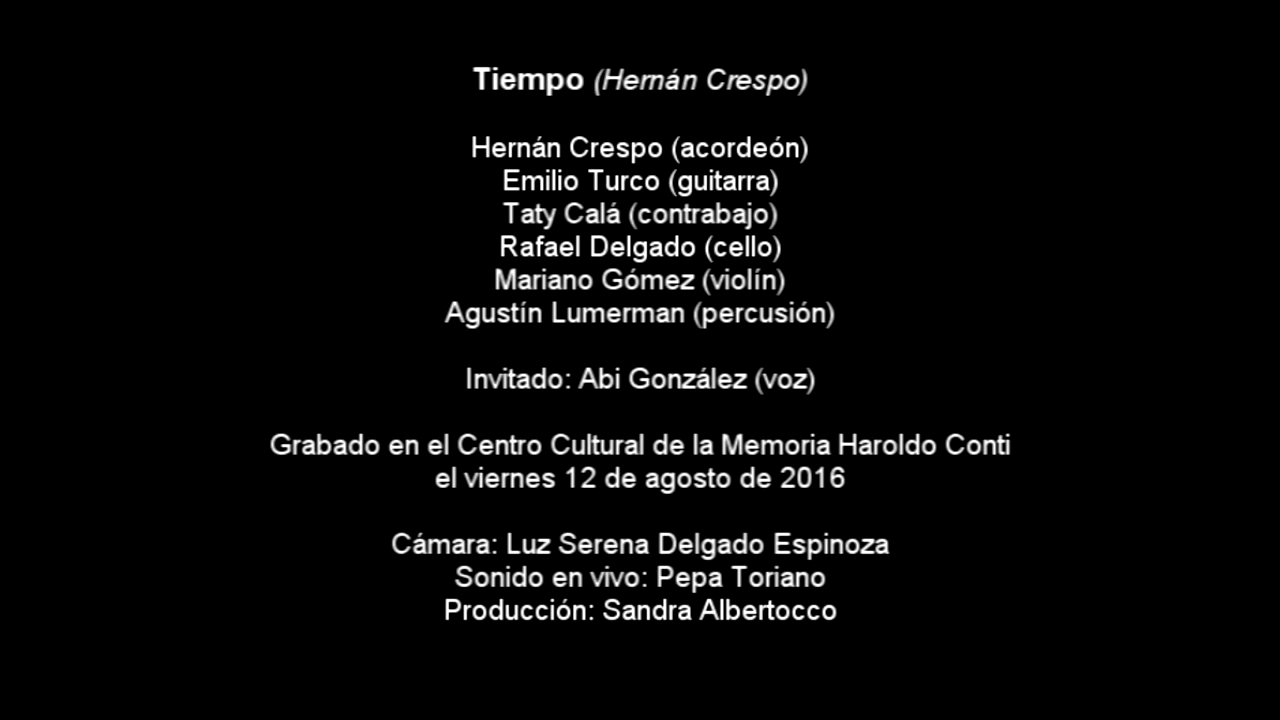 Tiempo (Hernán Crespo)
Hernán Crespo (acordeón)
Emilio Turco (guitarra)
Taty Calá (contrabajo)
Rafael Delgado (cello)
Mariano Gómez (violín)
Agustín Lumerman (percusión)
Invitado: Abi González (voz)
Grabado en el Centro Cultural de la Memoria Haroldo Conti
el viernes 12 de agosto de 2016
Cámara: Luz Serena Delgado Espinoza
Sonido en vivo: Pepa Toriano
Producción: Sandra Albertocco